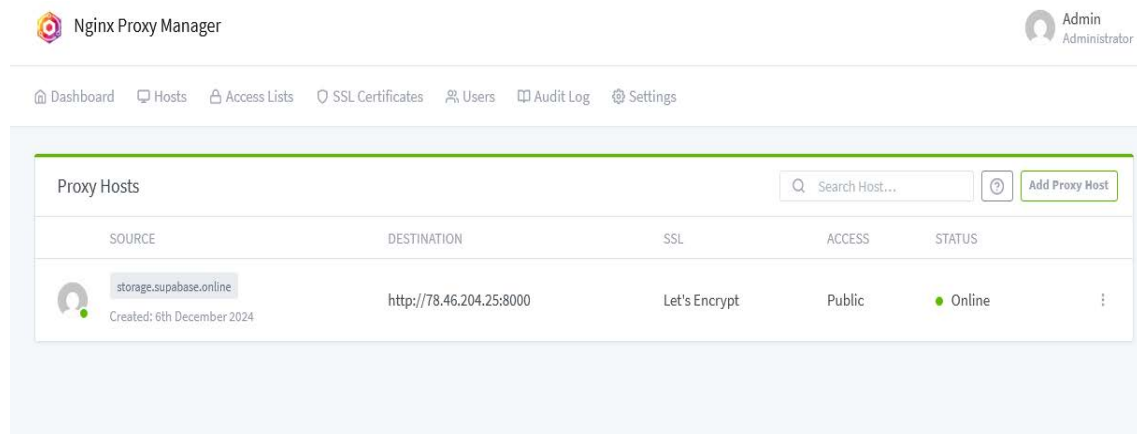 Nginx Proxy Manager
Admin
Administrator
Dashboard Hosts Access Lists SSL Certificates Users Audit Log Settings
Proxy Hosts
Search Host...
Add Proxy Host
SOURCE DESTINATION SSL ACCESS STATUS
storage.supabase.online
Created: 6th December 2024
http://78.46.204.25:8000
Let's Encrypt
Public
Online